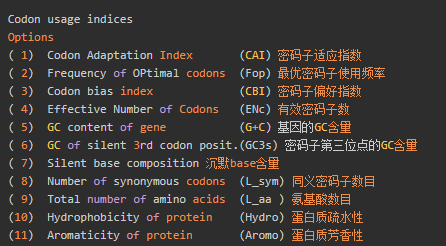 Codon usage indices
Options
( 1) Codon Adaptation Index (CAI) 密码子适应指数
( 2) Frequency of OPtimal codons (Fop) 最优密码子使用频率
( 3) Codon bias index (CBI) 密码子偏好指数
( 4) Effective Number of Codons (ENc) 有效密码子数
( 5) GC content of gene (G+C) 基因的GC含量
( 6) GC of silent 3rd codon posit.(GC3s) 密码子第三位点的GC含量
( 7) Silent base composition 沉默base含量
( 8) Number of synonymous codons (L_sym) 同义密码子数目
( 9) Total number of amino acids (L_aa ) 氨基酸数目
(10) Hydrophobicity of protein (Hydro) 蛋白质疏水性
(11) Aromaticity of protein (Aromo) 蛋白质芳香性